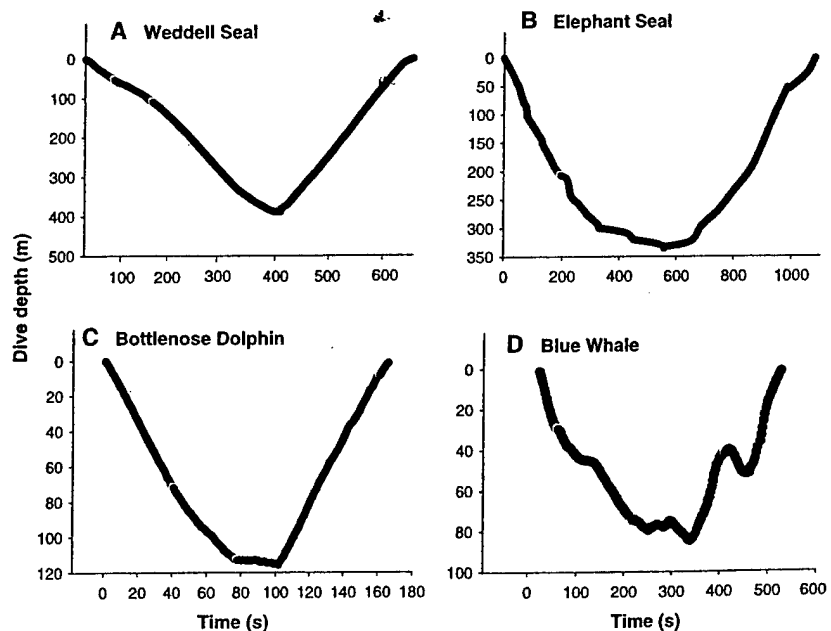 A Weddell Seal
0
100
200
300
400
500
100 200 300 400 500 600
B Elephant Seal
0
50
100
150
200
250
300
350
0 200 400 600 800 1000
Dive depth (m)
C Bottlenose Dolphin
0
20
40
60
80
100
120
0 20 40 60 80 100 120 140 160 180
Time (s)
D Blue Whale
0
20
40
60
80
100
0 100 200 300 400 500 600
Time (s)